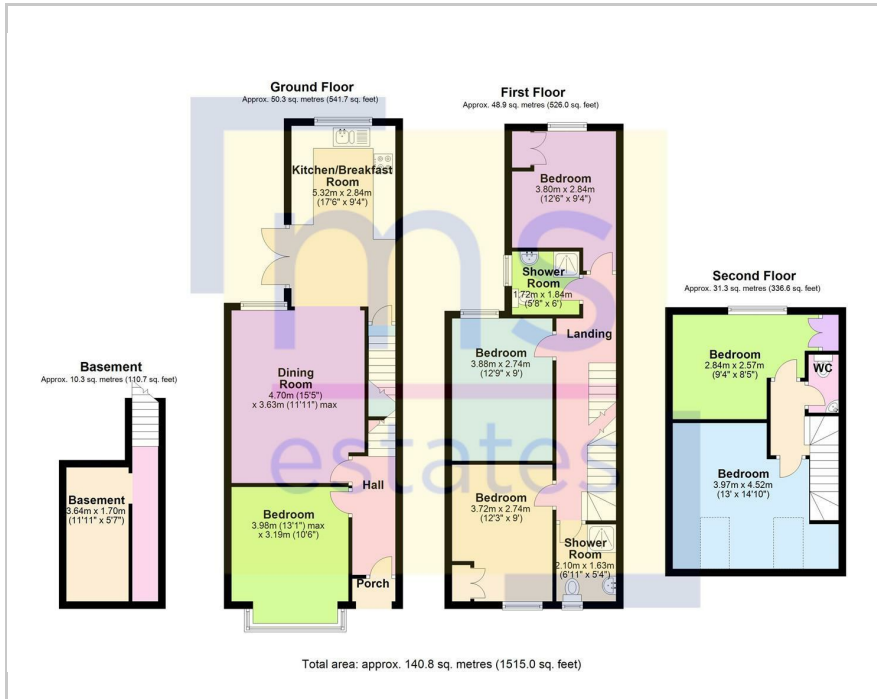 Ground Floor
Approx. 50.3 sq. metres (541.7 sq. feet)
Kitchen/Breakfast
Room
5.32m x 2.84m
(17'6" x 9'4")
Dining
Room
4.70m (15'5")
x 3.63m (11'11") max
Hall
Bedroom
3.98m (13'1") max
x 3.19m (10'6")
Porch
First Floor
Approx. 48.9 sq. metres (526.0 sq. feet)
Bedroom
3.80m x 2.84m
(12'6" x 9'4")
Shower
Room
1.72m x 1.84m
(5'8" x 6')
Landing
Bedroom
3.88m x 2.74m
(12'9" x 9')
Bedroom
3.72m x 2.74m
(12'3" x 9')
Shower
Room
2.10m x 1.63m
(6'11" x 5'4")
Second Floor
Approx. 31.3 sq. metres (336.6 sq. feet)
Bedroom
2.84m x 2.57m
(9'4" x 8'5")
WC
Bedroom
3.97m x 4.52m
(13' x 14'10")
Basement
Approx. 10.3 sq. metres (110.7 sq. feet)
Basement
3.64m x 1.70m
(11'11" x 5'7")
ms
estates
Total area: approx. 140.8 sq. metres (1515.0 sq. feet)